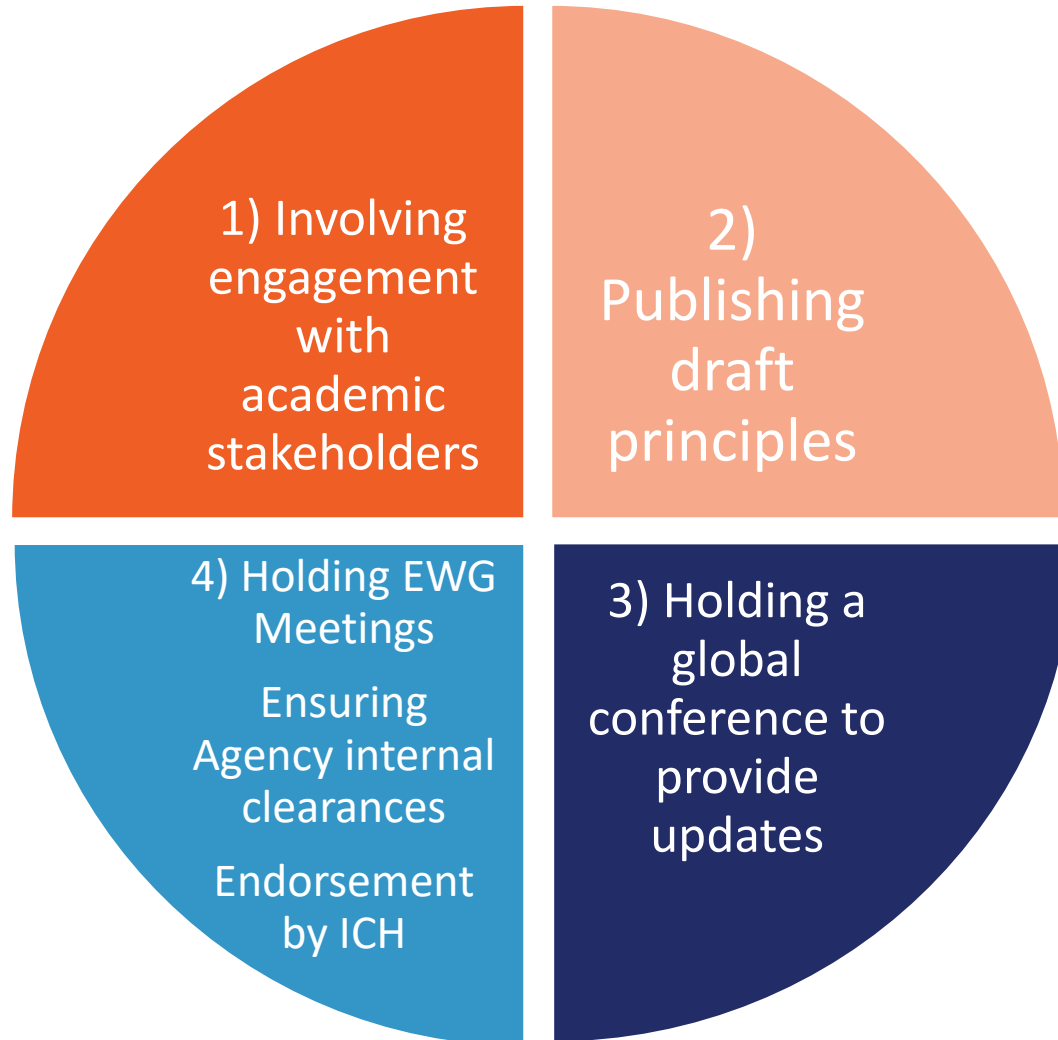 1) Involving
engagement
with
academic
stakeholders
2)
Publishing
draft
principles
3) Holding a
global
conference to
provide
updates
4) Holding EWG
Meetings
Ensuring
Agency internal
clearances
Endorsement
by ICH